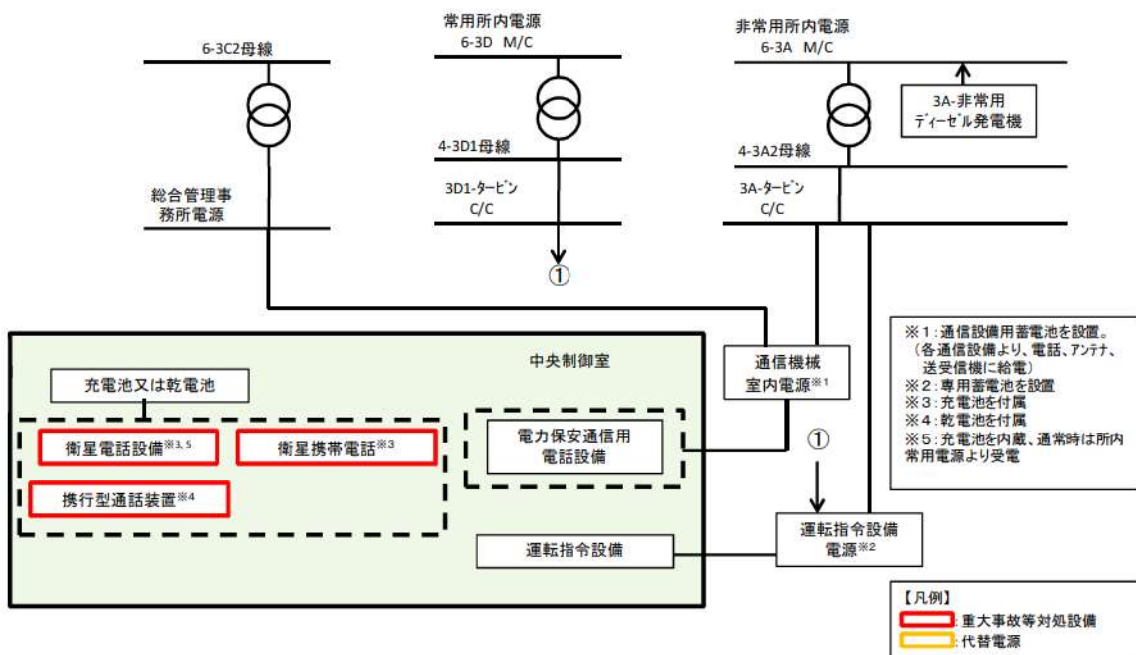 常用所内電源
6-3D M/C
非常用所内電源
6-3A M/C
6-3C2母線
3A-非常用
ディーゼル発電機
4-3D1母線
4-3A2母線
総合管理事
務所電源
3D1-タービン
C/C
3A-タービン
C/C
①
中央制御室
充電池又は乾電池
衛星電話設備※3, 5
衛星携帯電話※3
携行型通話装置※4
電力保安通信用
電話設備
運転指令設備
通信機械
室内電源※1
①
運転指令設備
電源※2
※1:通信設備用蓄電池を設置。
(各通信設備より、電話、アンテナ、
送受信機に給電)
※2:専用蓄電池を設置
※3:充電池を付属
※4:乾電池を付属
※5:充電池を内蔵、通常時は所内
常用電源より受電
【凡例】
:重大事故等対処設備
:代替電源